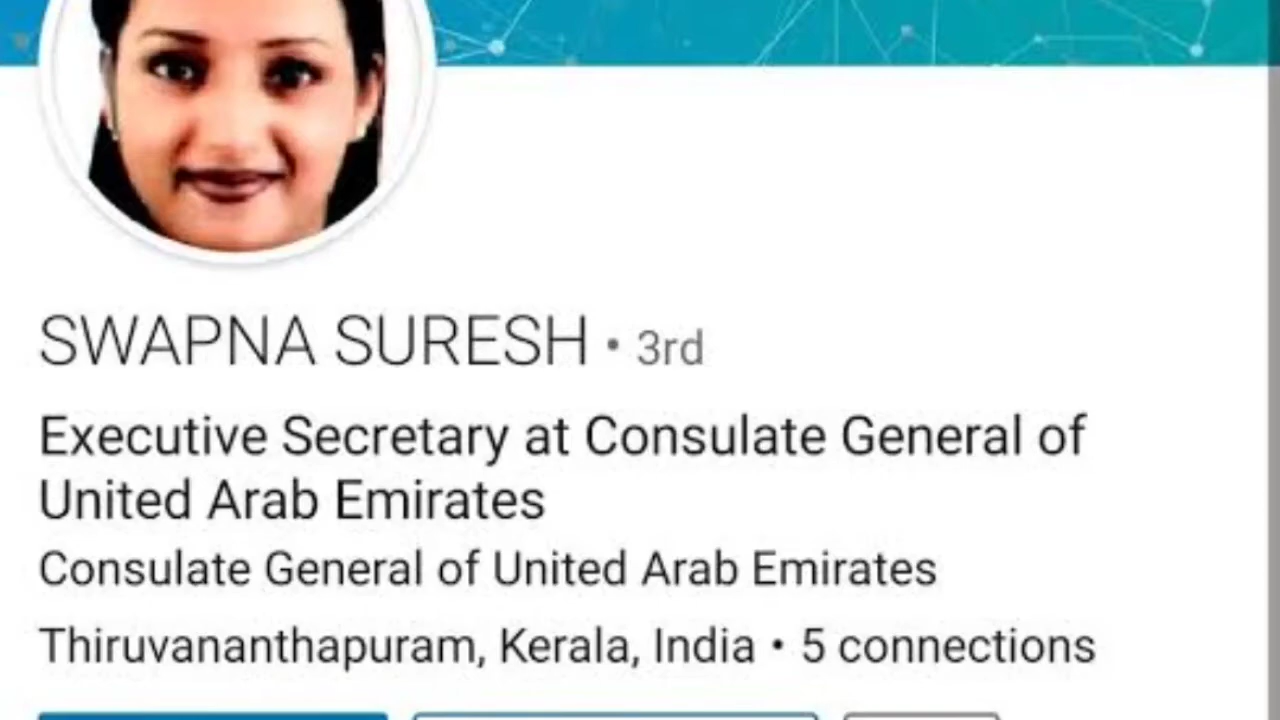 SWAPNA SURESH • 3rd
Executive Secretary at Consulate General of
United Arab Emirates
Consulate General of United Arab Emirates
Thiruvananthapuram, Kerala, India • 5 connections